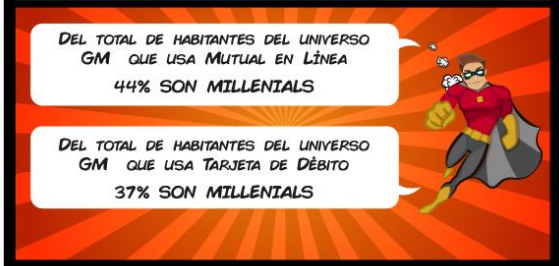 DEL TOTAL DE HABITANTES DEL UNIVERSO
GM QUE USA MUTUAL EN LÍNEA
44% SON MILLENIALS
DEL TOTAL DE HABITANTES DEL UNIVERSO
GM QUE USA TARJETA DE DÉBITO
37% SON MILLENIALS